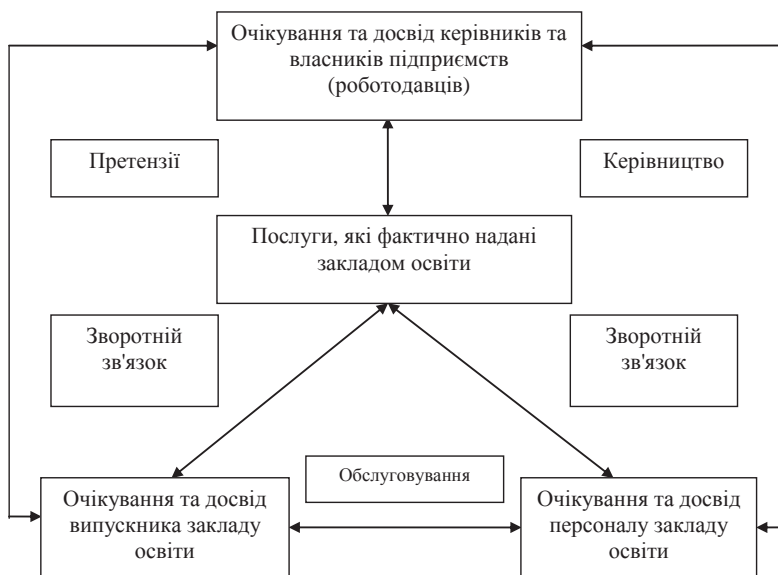 Очікування та досвід керівників та
власників підприємств
(роботодавців)
Претензії
Керівництво
Послуги, які фактично надані
закладом освіти
Зворотній
зв'язок
Зворотній
зв'язок
Обслуговування
Очікування та досвід
випускника закладу
освіти
Очікування та досвід
персоналу закладу
освіти